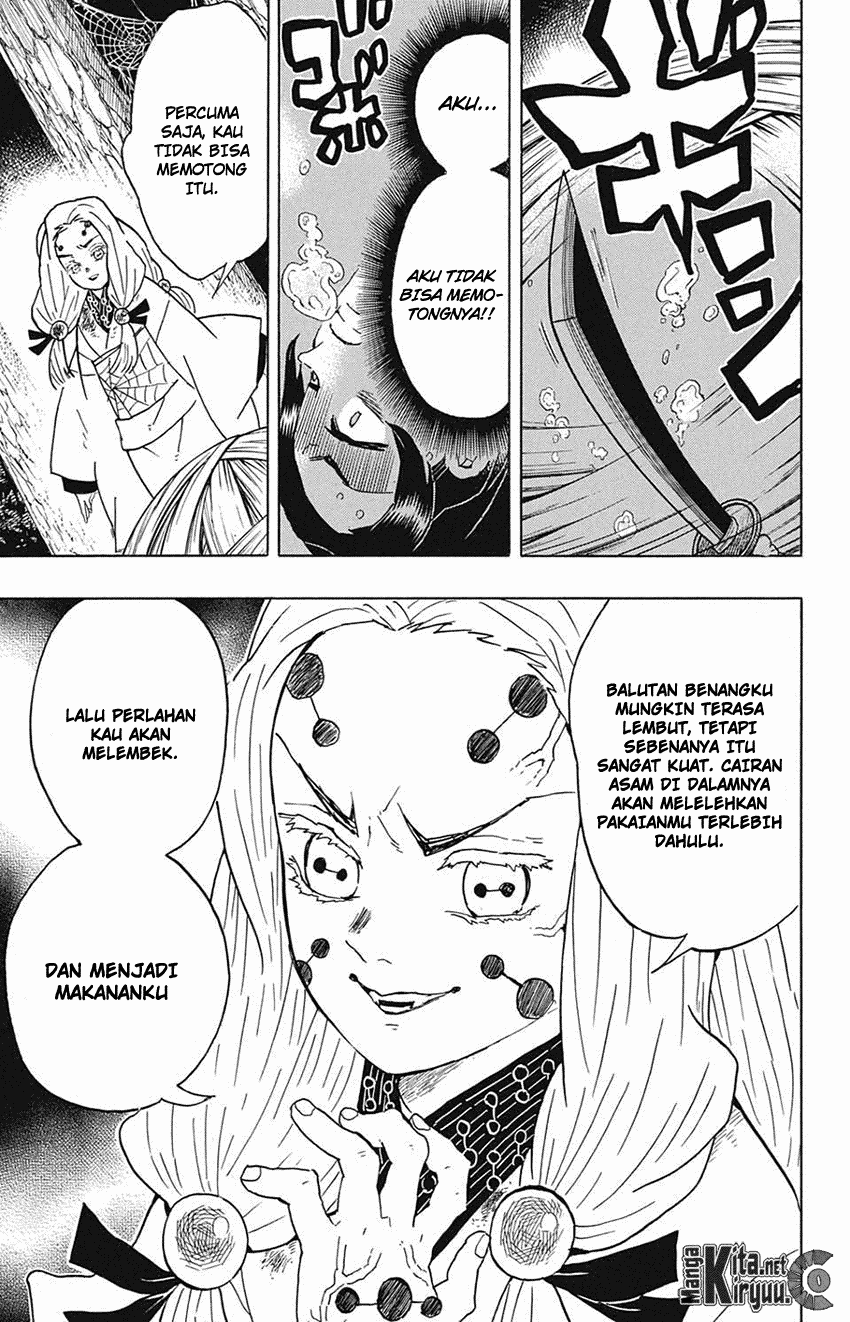 AKU...
AKU TIDAK
BISA MEMO-
TONGNYA!!
PERCUMA
SAJA, KAU
TIDAK BISA
MEMOTONG
ITU.
BALUTAN BENANGKU
MUNGKIN TERASA
LEMBUT, TETAPI
SEBENANYA ITU
SANGAT KUAT. CAIRAN
ASAM DI DALAMNYA
AKAN MELELEHKAN
PAKAIANMU TERLEBIH
DAHULU.
LALU PERLAHAN
KAU AKAN
MELEMBEK.
DAN MENJADI
MAKANANKU
Manga
Kita.net
Kiryuu.